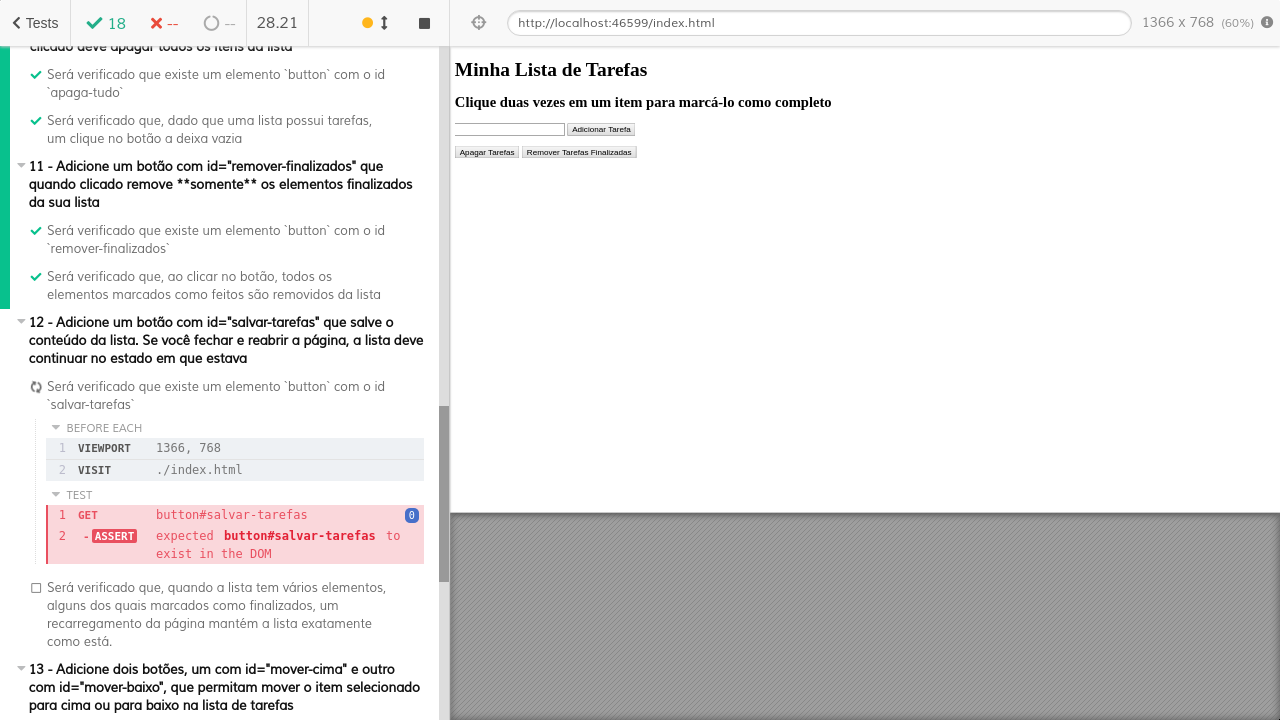 Tests
18
--
--
28.21
http://localhost:46599/index.html
1366 x 768 (60%)
clicado deve apagar todos os itens da lista
Será verificado que existe um elemento `button` com o id
`apaga-tudo`
Será verificado que, dado que uma lista possui tarefas,
um clique no botão a deixa vazia
11 - Adicione um botão com id="remover-finalizados" que
quando clicado remove **somente** os elementos finalizados
da sua lista
Será verificado que existe um elemento `button` com o id
`remover-finalizados`
Será verificado que, ao clicar no botão, todos os
elementos marcados como feitos são removidos da lista
12 - Adicione um botão com id="salvar-tarefas" que salve o
conteúdo da lista. Se você fechar e reabrir a página, a lista deve
continuar no estado em que estava
Será verificado que existe um elemento `button` com o id
`salvar-tarefas`
BEFORE EACH
1 VIEWPORT 1366, 768
2 VISIT ./index.html
TEST
1 GET button#salvar-tarefas 0
2 -ASSERT expected button#salvar-tarefas to
exist in the DOM
Será verificado que, quando a lista tem vários elementos,
alguns dos quais marcados como finalizados, um
recarregamento da página mantém a lista exatamente
como está.
13 - Adicione dois botões, um com id="mover-cima" e outro
com id="mover-baixo", que permitam mover o item selecionado
para cima ou para baixo na lista de tarefas
Minha Lista de Tarefas
Clique duas vezes em um item para marcá-lo como completo
Adicionar Tarefa
Apagar Tarefas Remover Tarefas Finalizadas